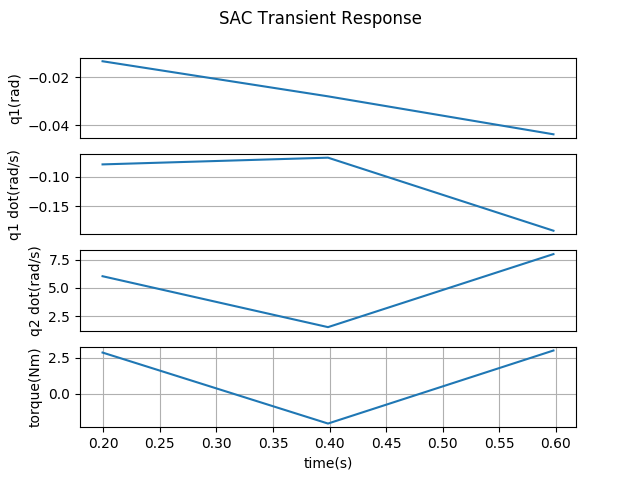 SAC Transient Response
q1(rad)
−0.02
−0.04
q1 dot(rad/s)
−0.10
−0.15
q2 dot(rad/s)
7.5
5.0
2.5
torque(Nm)
2.5
0.0
0.20 0.25 0.30 0.35 0.40 0.45 0.50 0.55 0.60
time(s)